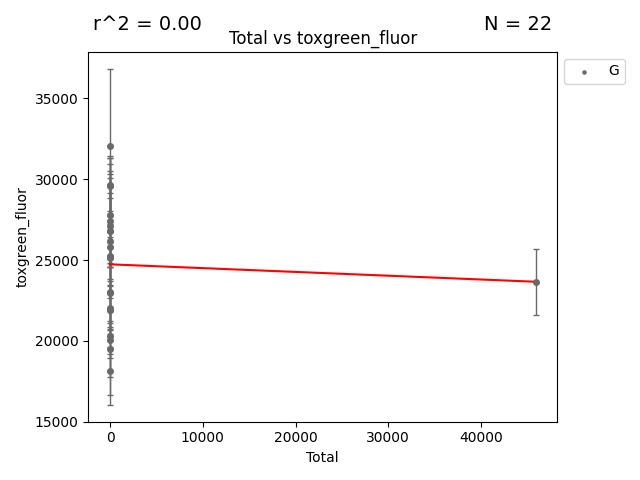 r^2 = 0.00
N = 22
Total vs toxgreen_fluor
G
35000
30000
25000
20000
15000
toxgreen_fluor
0
10000
20000
30000
40000
Total